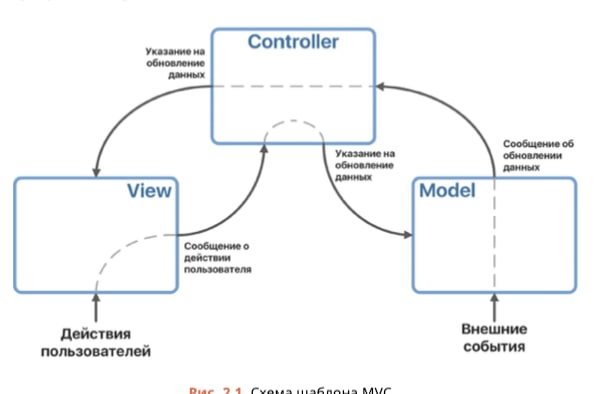 Controller
Указание на
обновление
данных
Сообщение об
обновлении
данных
Указание на
обновление
данных
View
Model
Сообщение о
действии
пользователя
Действия
пользователей
Внешние
события
Рис. 2.1. Схема шаблона MVC